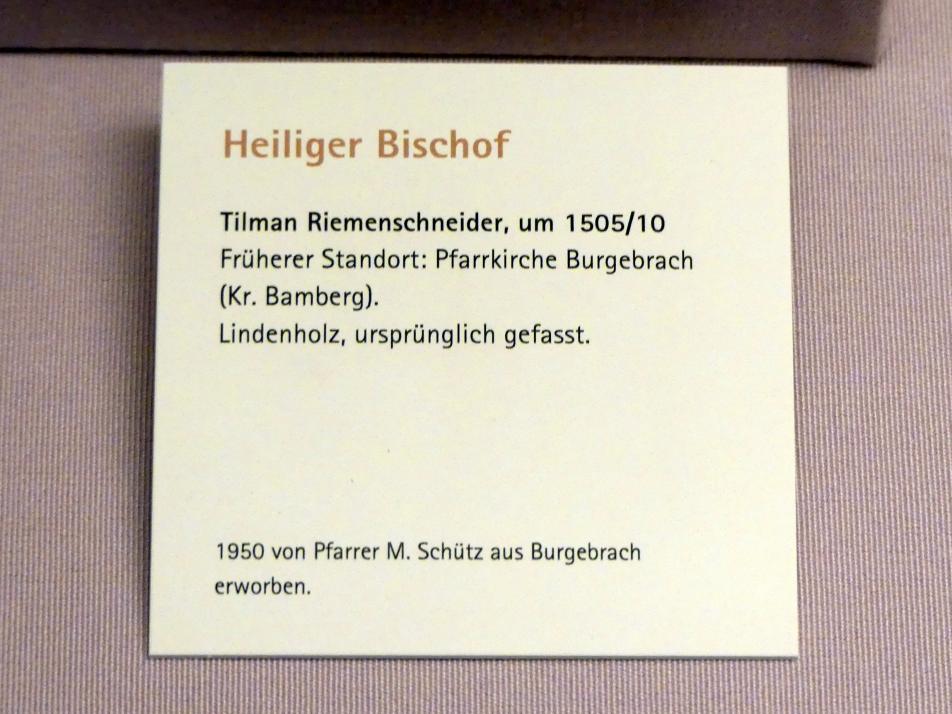 Heiliger Bischof
Tilman Riemenschneider, um 1505/10
Früherer Standort: Pfarrkirche Burgebrach
(Kr. Bamberg).
Lindenholz, ursprünglich gefasst.
1950 von Pfarrer M. Schütz aus Burgebrach
erworben.